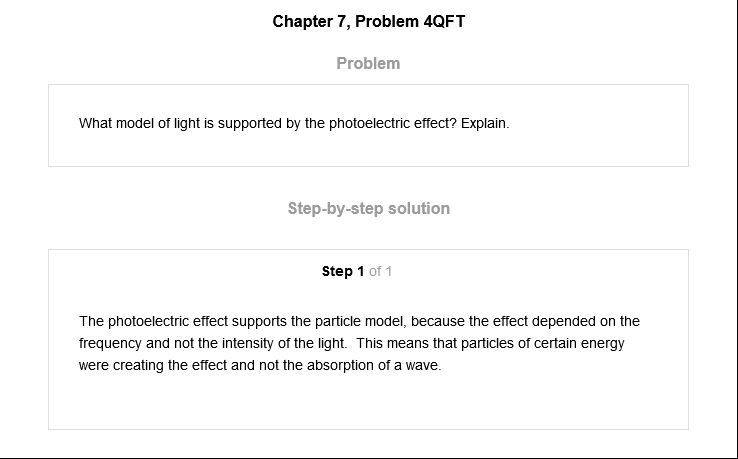 Chapter 7, Problem 4QFT
Problem
What model of light is supported by the photoelectric effect? Explain.
Step-by-step solution
Step 1 of 1
The photoelectric effect supports the particle model, because the effect depended on the
frequency and not the intensity of the light.  This means that particles of certain energy
were creating the effect and not the absorption of a wave.